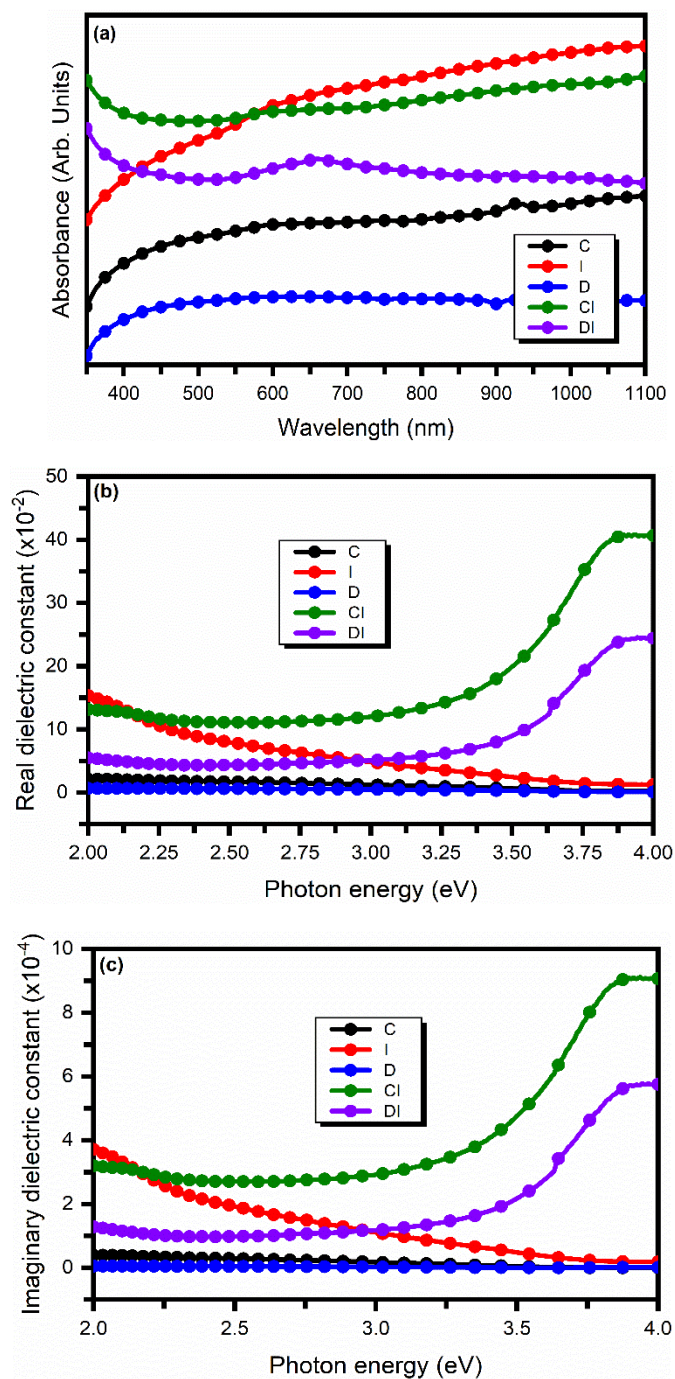 (a)
Absorbance (Arb. Units)
C
I
D
CI
DI
400 500 600 700 800 900 1000 1100
Wavelength (nm)
(b)
Real dielectric constant (x10-2)
50
40
30
20
10
0
C
I
D
CI
DI
2.00 2.25 2.50 2.75 3.00 3.25 3.50 3.75 4.00
Photon energy (eV)
(c)
Imaginary dielectric constant (x10-4)
10
8
6
4
2
0
C
I
D
CI
DI
2.0 2.5 3.0 3.5 4.0
Photon energy (eV)